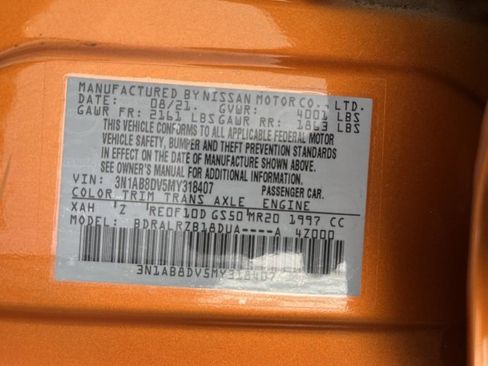 MANUFACTURED BY NISSAN MOTOR CO., LTD.
DATE: 08/21. GVWR: 4001 LBS
GAWR FR: 2161 LBS GAWR RR: 1863 LBS
THIS VEHICLE CONFORMS TO ALL APPLICABLE FEDERAL MOTOR
VEHICLE SAFETY, BUMPER AND THEFT PREVENTION STANDARDS
IN EFFECT ON THE DATE OF MANUFACTURE SHOWN ABOVE.
SEE OWNER'S MANUAL FOR ADDITIONAL INFORMATION
VIN: 3N1AB8DV5MY318407 PASSENGER CAR.
COLOR TRIM TRANS AXLE ENGINE
XAH Z RE0F10D GS50 MR20 1997 CC
MODEL: BDRALRZB18DUA----A 4Z000
3N1AB8DV5MY318407